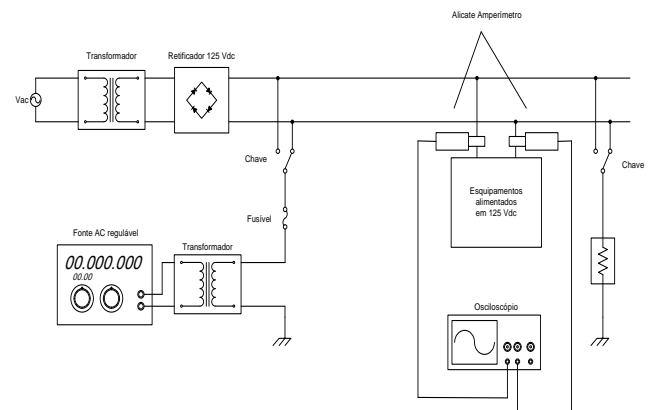 Alicate Amperímetro
Transformador
Retificador 125 Vdc
Vac
Chave
Chave
Esquipamentos
alimentados
em 125 Vdc
Fusível
Fonte AC regulável
Transformador
00.000.000
00.00
Osciloscópio